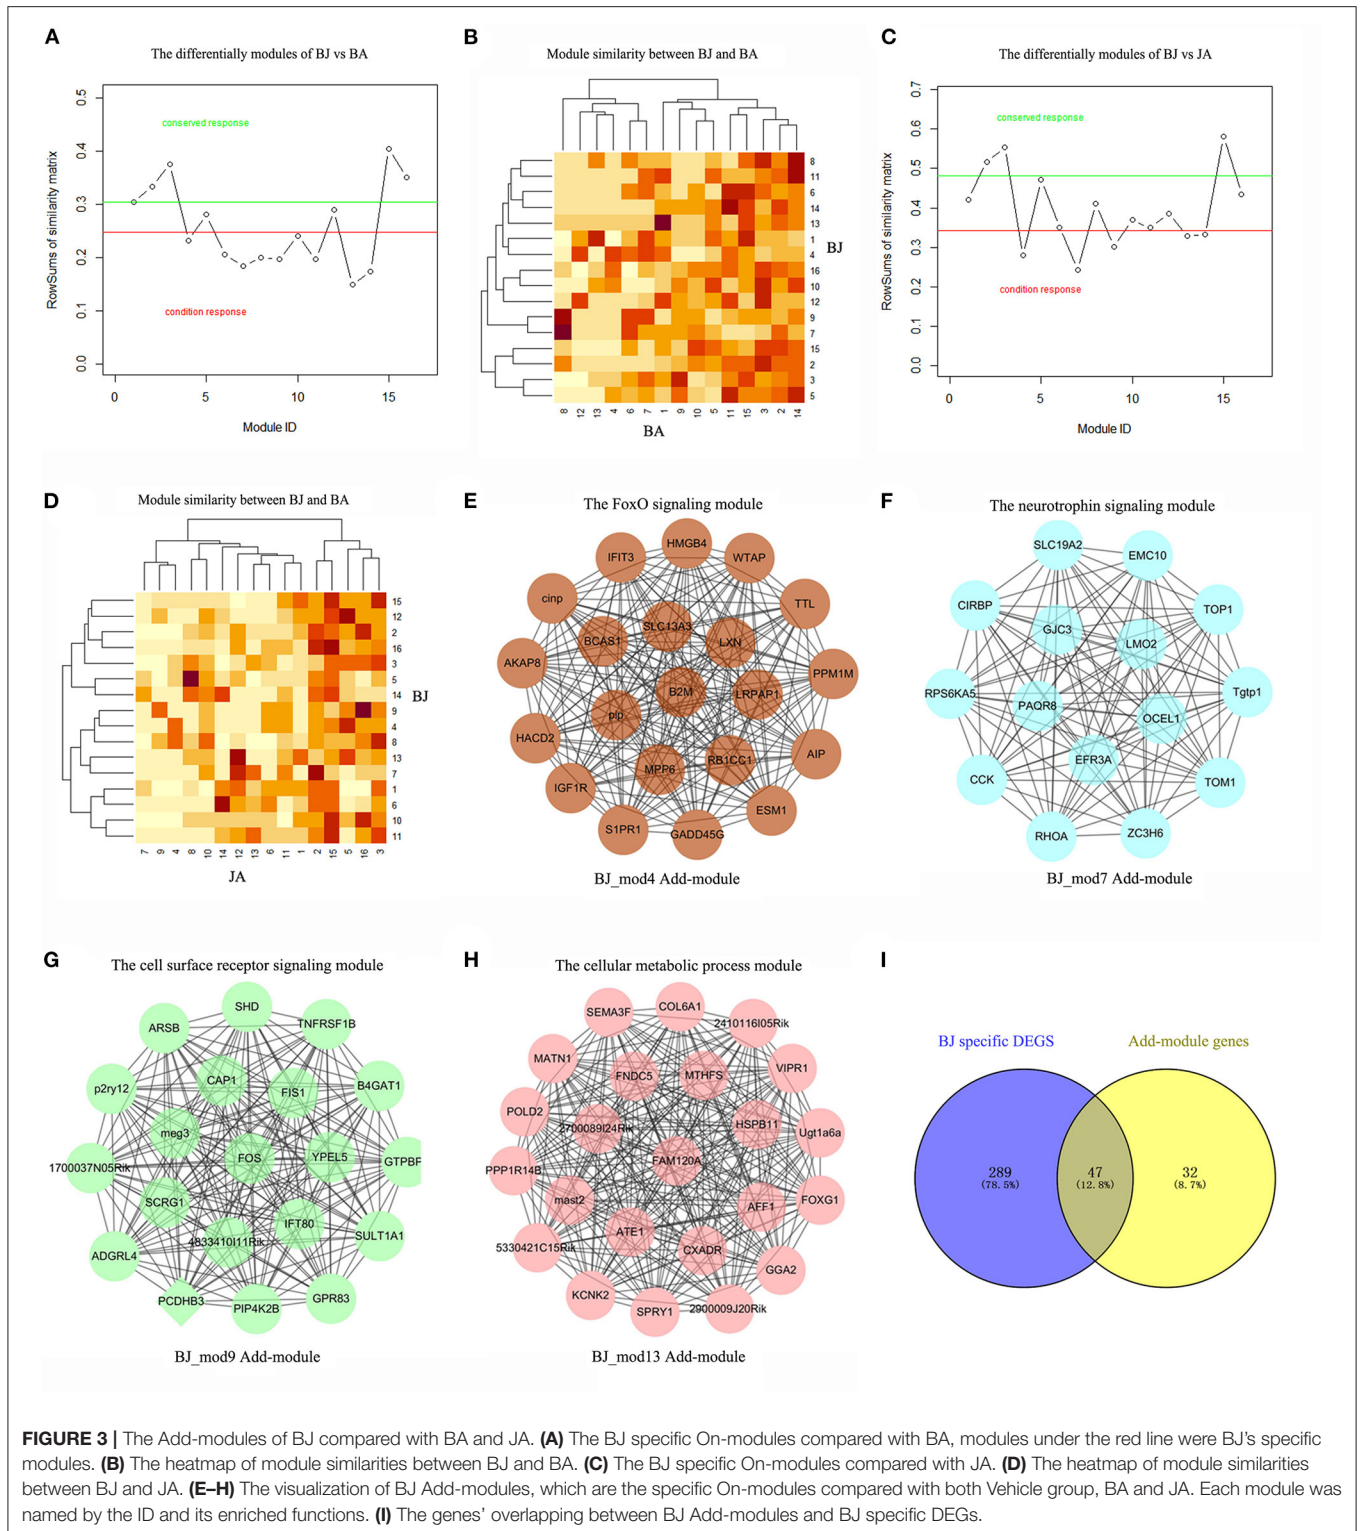 A
The differentially modules of BJ vs BA
RowSums of similarity matrix
0.5
0.4
0.3
0.2
0.1
0.0
conserved response
condition response
0 5 10 15
Module ID
B
Module similarity between BJ and BA
8
11
6
14
13
1
4
16
10
12
9
7
15
2
3
5
BJ
8 12 13 4 6 7 1 9 10 5 11 15 3 2 14
BA
C
The differentially modules of BJ vs JA
RowSums of similarity matrix
0.7
0.6
0.5
0.4
0.3
0.2
0.1
0.0
conserved response
condition response
0 5 10 15
Module ID
D
Module similarity between BJ and BA
15
12
2
16
3
5
14
9
4
8
13
7
1
6
10
11
BJ
7 9 4 8 10 14 12 13 6 11 1 2 15 5 16 3
JA
E
The FoxO signaling module
HMGB4
IFIT3
WTAP
cinp
TTL
SLC13A3
BCAS1
LXN
AKAP8
PPM1M
B2M
LRPAP1
plp
HACD2
AIP
MPP6
RB1CC1
IGF1R
ESM1
S1PR1
GADD45G
BJ_mod4 Add-module
F
The neurotrophin signaling module
SLC19A2
EMC10
CIRBP
TOP1
GJC3
LMO2
RPS6KA5
Tgtp1
PAQR8
OCEL1
EFR3A
CCK
TOM1
RHOA
ZC3H6
BJ_mod7 Add-module
G
The cell surface receptor signaling module
SHD
ARSB
TNFRSF1B
CAP1
FIS1
p2ry12
B4GAT1
meg3
FOS
YPEL5
GTPBF
1700037N05Rik
SCRG1
IFT80
4833410I11Rik
SULT1A1
ADGRL4
PCDHB3
PIP4K2B
GPR83
BJ_mod9 Add-module
H
The cellular metabolic process module
COL6A1
SEMA3F
2410116I05Rik
MATN1
FNDC5
MTHFS
VIPR1
POLD2
2700089I24Rik
HSPB11
Ugt1a6a
FAM120A
PPP1R14B
mast2
AFF1
FOXG1
ATE1
CXADR
5330421C15Rik
GGA2
KCNK2
SPRY1
2900009J20Rik
BJ_mod13 Add-module
I
BJ specific DEGS
Add-module genes
289
(78.5%)
47
(12.8%)
32
(8.7%)
FIGURE 3 | The Add-modules of BJ compared with BA and JA. (A) The BJ specific On-modules compared with BA, modules under the red line were BJ's specific
modules. (B) The heatmap of module similarities between BJ and BA. (C) The BJ specific On-modules compared with JA. (D) The heatmap of module similarities
between BJ and JA. (E–H) The visualization of BJ Add-modules, which are the specific On-modules compared with both Vehicle group, BA and JA. Each module was
named by the ID and its enriched functions. (I) The genes' overlapping between BJ Add-modules and BJ specific DEGs.